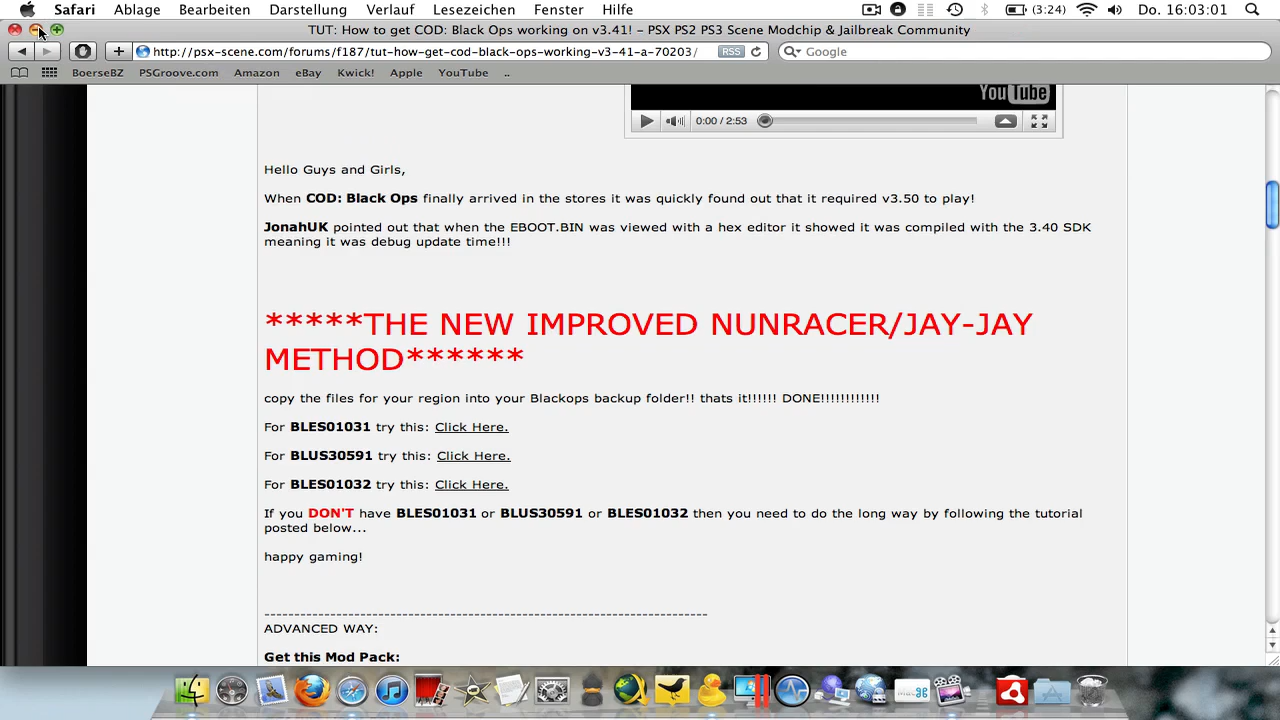 Safari Ablage Bearbeiten Darstellung Verlauf Lesezeichen Fenster Hilfe (3:24) Do. 16:03:01
TUT: How to get COD: Black Ops working on v3.41! – PSX PS2 PS3 Scene Modchip & Jailbreak Community
http://psx-scene.com/forums/f187/tut-how-get-cod-black-ops-working-v3-41-a-70203/ RSS Google
BoerseBZ PSGroove.com Amazon eBay Kwick! Apple YouTube ..
YouTube
0:00 / 2:53
Hello Guys and Girls,
When COD: Black Ops finally arrived in the stores it was quickly found out that it required v3.50 to play!
JonahUK pointed out that when the EBOOT.BIN was viewed with a hex editor it showed it was compiled with the 3.40 SDK
meaning it was debug update time!!!
*****THE NEW IMPROVED NUNRACER/JAY-JAY
METHOD******
copy the files for your region into your Blackops backup folder!! thats it!!!!!! DONE!!!!!!!!!!!!
For BLES01031 try this: Click Here.
For BLUS30591 try this: Click Here.
For BLES01032 try this: Click Here.
If you DON'T have BLES01031 or BLUS30591 or BLES01032 then you need to do the long way by following the tutorial
posted below...
happy gaming!
--------------------------------------------------------------------------
ADVANCED WAY:
Get this Mod Pack: